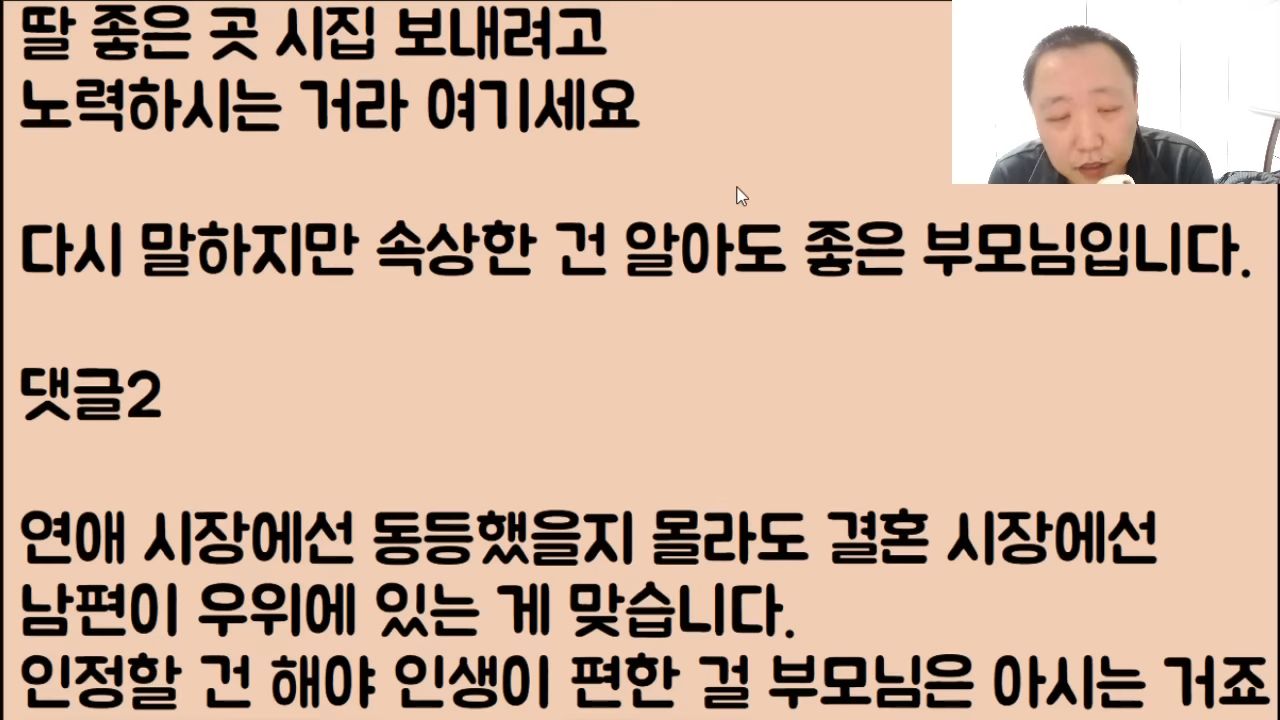 딸 좋은 곳 시집 보내려고
노력하시는 거라 여기세요
다시 말하지만 속상한 건 알아도 좋은 부모님입니다.
댓글2
연애 시장에선 동등했을지 몰라도 결혼 시장에선
남편이 우위에 있는 게 맞습니다.
인정할 건 해야 인생이 편한 걸 부모님은 아시는 거죠